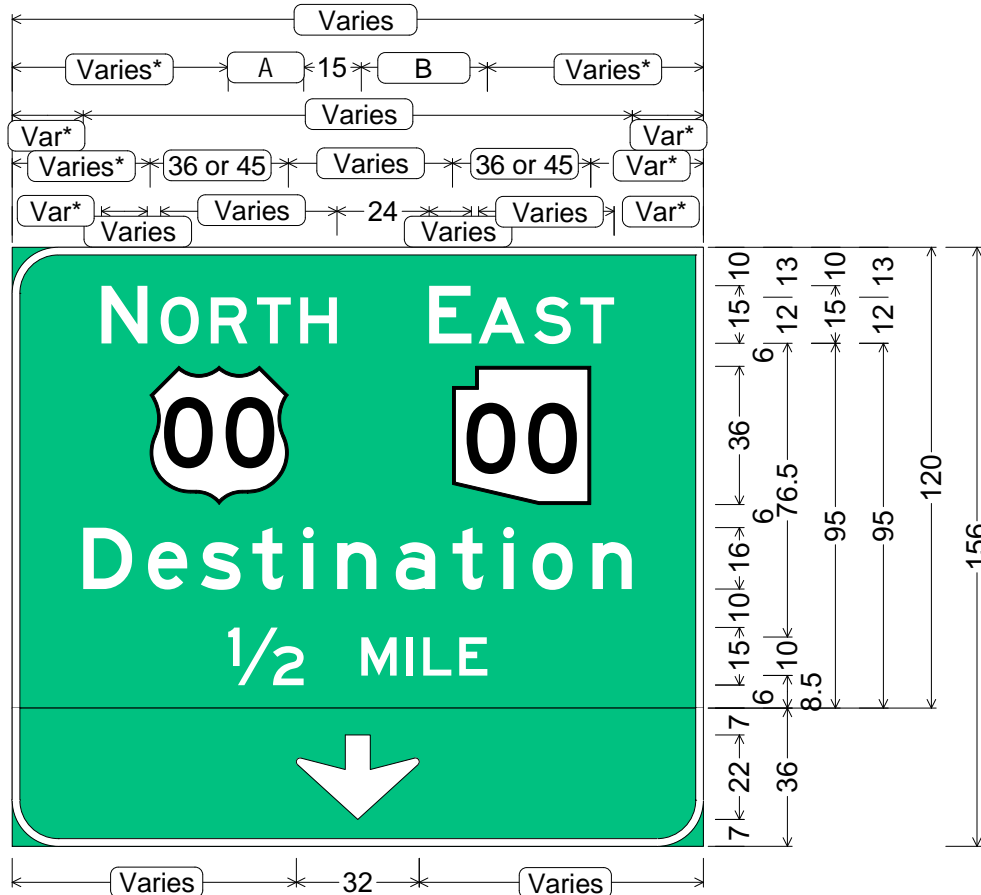 Varies
Varies* A 15 B Varies*
Varies
Var* Var*
Varies* 36 or 45 Varies 36 or 45 Var*
Var* Varies 24 Varies Var*
Varies Varies
NORTH EAST
00 00
Destination
1/2 MILE
10 13 10 13
15 12 15 12
6
36
76.5
6
95 95
120
156
16
10
15 10
6 8.5
7
22 36
7
Varies 32 Varies